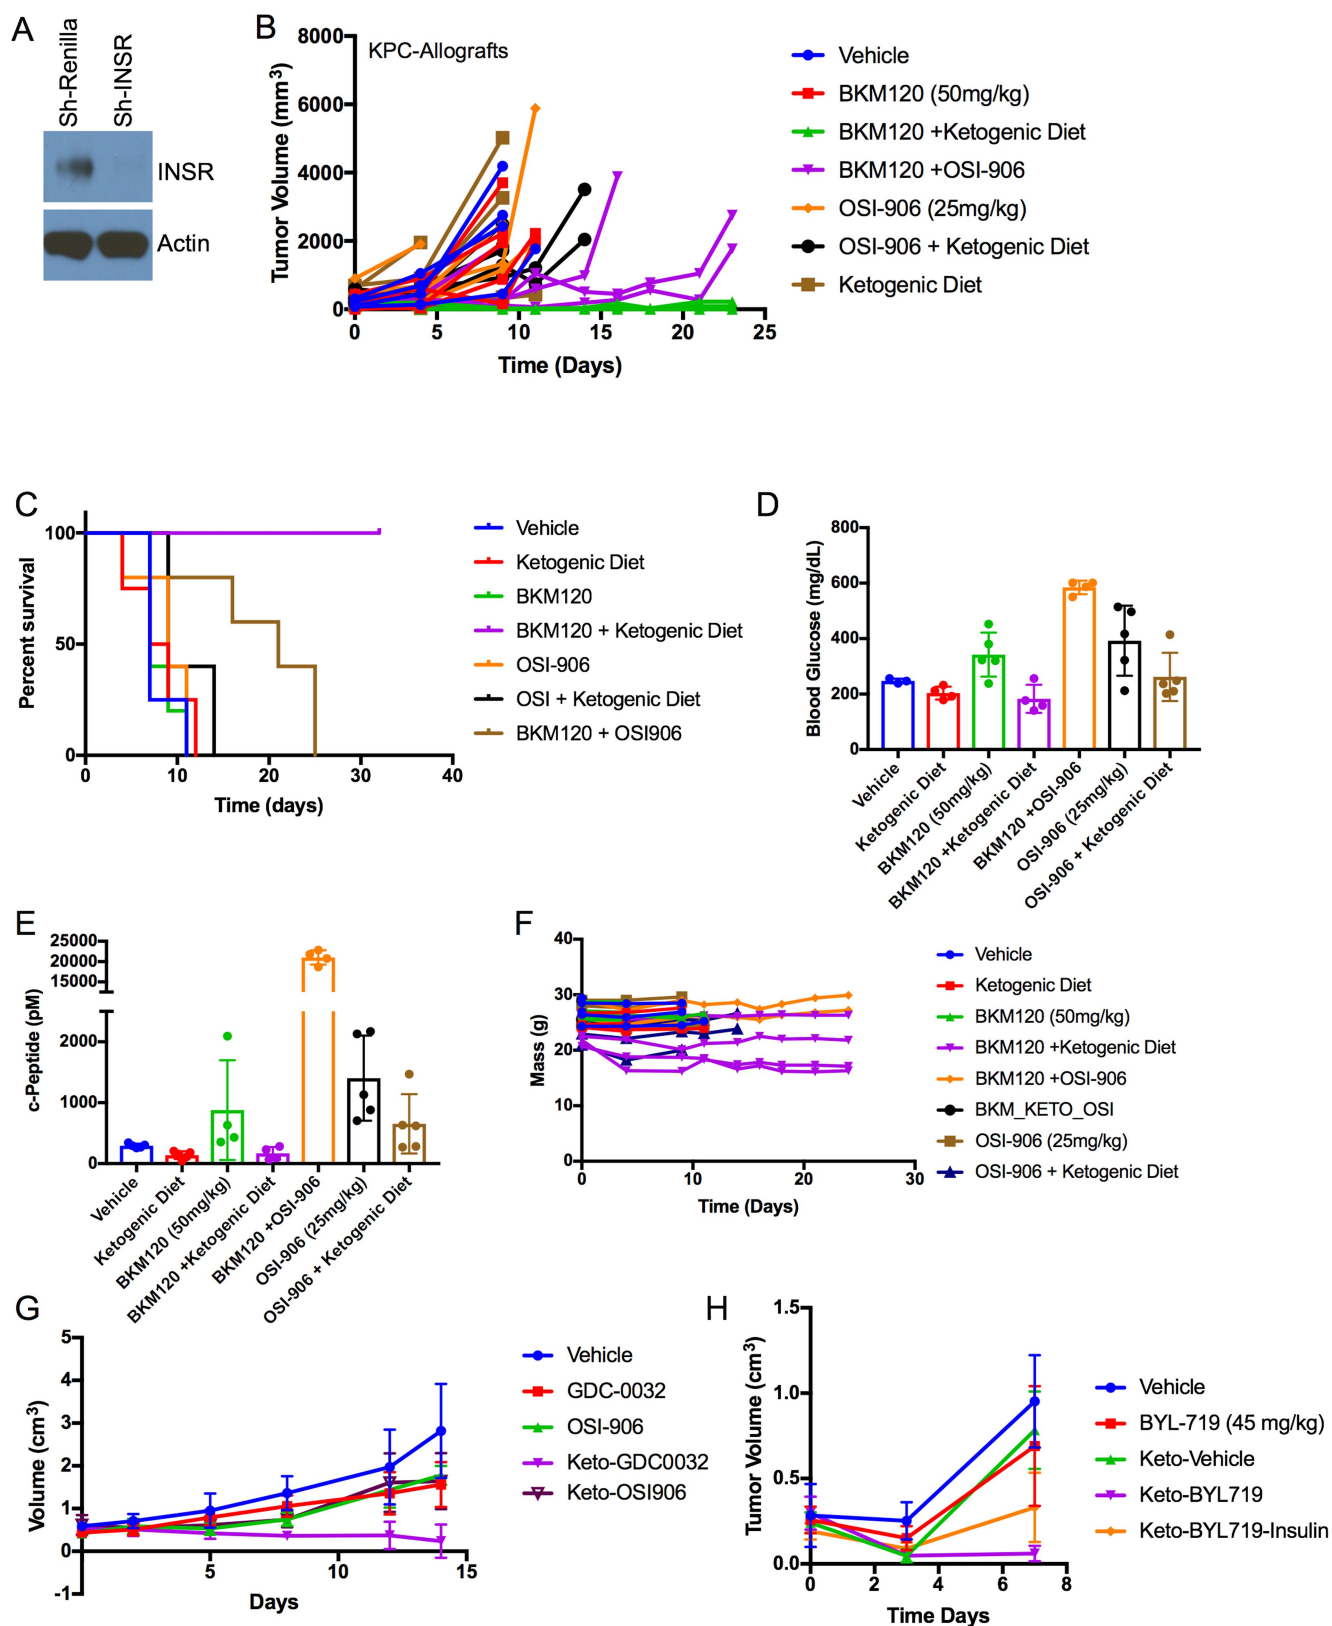 A
Sh-Renilla
Sh-INSR
INSR
Actin
B
KPC-Allografts
Tumor Volume (mm3)
8000
6000
4000
2000
0
0 5 10 15 20 25
Time (Days)
Vehicle
BKM120 (50mg/kg)
BKM120 +Ketogenic Diet
BKM120 +OSI-906
OSI-906 (25mg/kg)
OSI-906 + Ketogenic Diet
Ketogenic Diet
C
Percent survival
100
50
0
0 10 20 30 40
Time (days)
Vehicle
Ketogenic Diet
BKM120
BKM120 + Ketogenic Diet
OSI-906
OSI + Ketogenic Diet
BKM120 + OSI906
D
Blood Glucose (mg/dL)
800
600
400
200
0
Vehicle
Ketogenic Diet
BKM120 (50mg/kg)
BKM120 +Ketogenic Diet
BKM120 +OSI-906
OSI-906 (25mg/kg)
OSI-906 + Ketogenic Diet
E
c-Peptide (pM)
25000
20000
15000
2000
1000
0
Vehicle
Ketogenic Diet
BKM120 (50mg/kg)
BKM120 +Ketogenic Diet
BKM120 +OSI-906
OSI-906 (25mg/kg)
OSI-906 + Ketogenic Diet
F
Mass (g)
40
30
20
10
0
0 10 20 30
Time (Days)
Vehicle
Ketogenic Diet
BKM120 (50mg/kg)
BKM120 +Ketogenic Diet
BKM120 +OSI-906
BKM_KETO_OSI
OSI-906 (25mg/kg)
OSI-906 + Ketogenic Diet
G
Volume (cm3)
5
4
3
2
1
0
-1
5 10 15
Days
Vehicle
GDC-0032
OSI-906
Keto-GDC0032
Keto-OSI906
H
Tumor Volume (cm3)
1.5
1.0
0.5
0.0
0 2 4 6 8
Time Days
Vehicle
BYL-719 (45 mg/kg)
Keto-Vehicle
Keto-BYL719
Keto-BYL719-Insulin